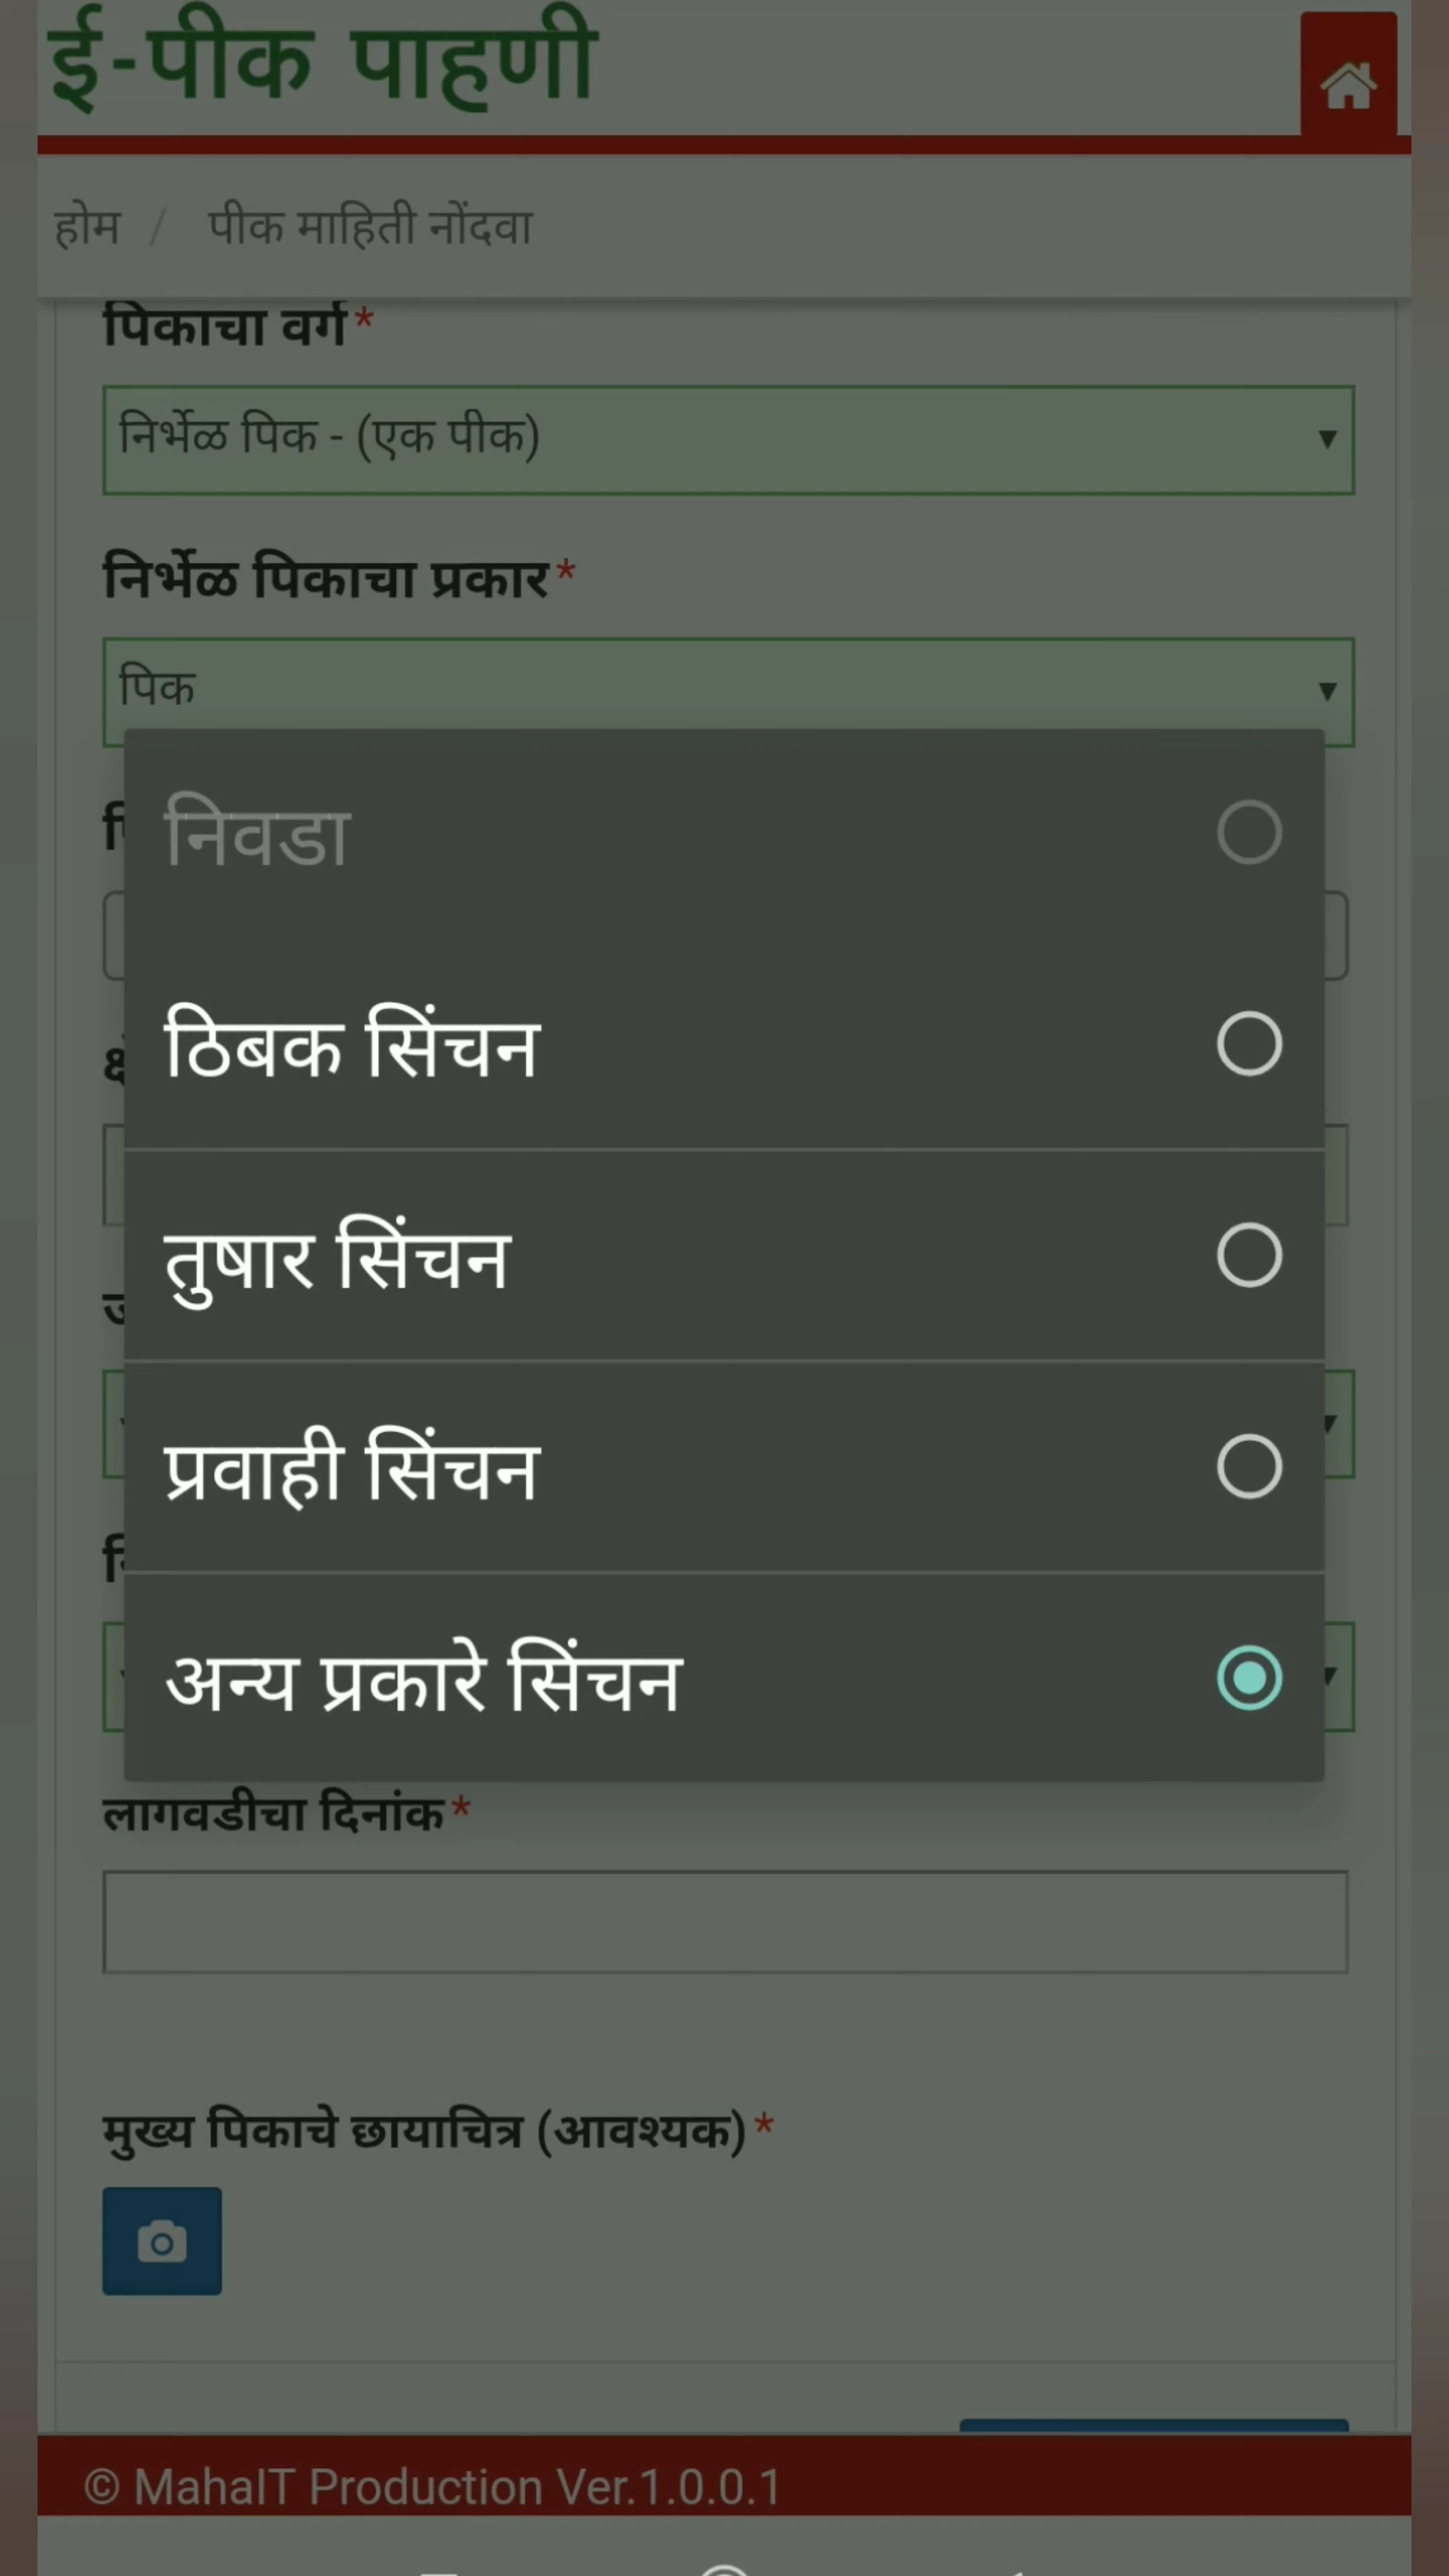 ई-पीक पाहणी
होम / पीक माहिती नोंदवा
पिकाचा वर्ग*
निर्भेळ पिक - (एक पीक)
निर्भेळ पिकाचा प्रकार*
पिक
निवडा
ठिबक सिंचन
तुषार सिंचन
प्रवाही सिंचन
अन्य प्रकारे सिंचन
लागवडीचा दिनांक*
मुख्य पिकाचे छायाचित्र (आवश्यक)*
© MahaIT Production Ver.1.0.0.1